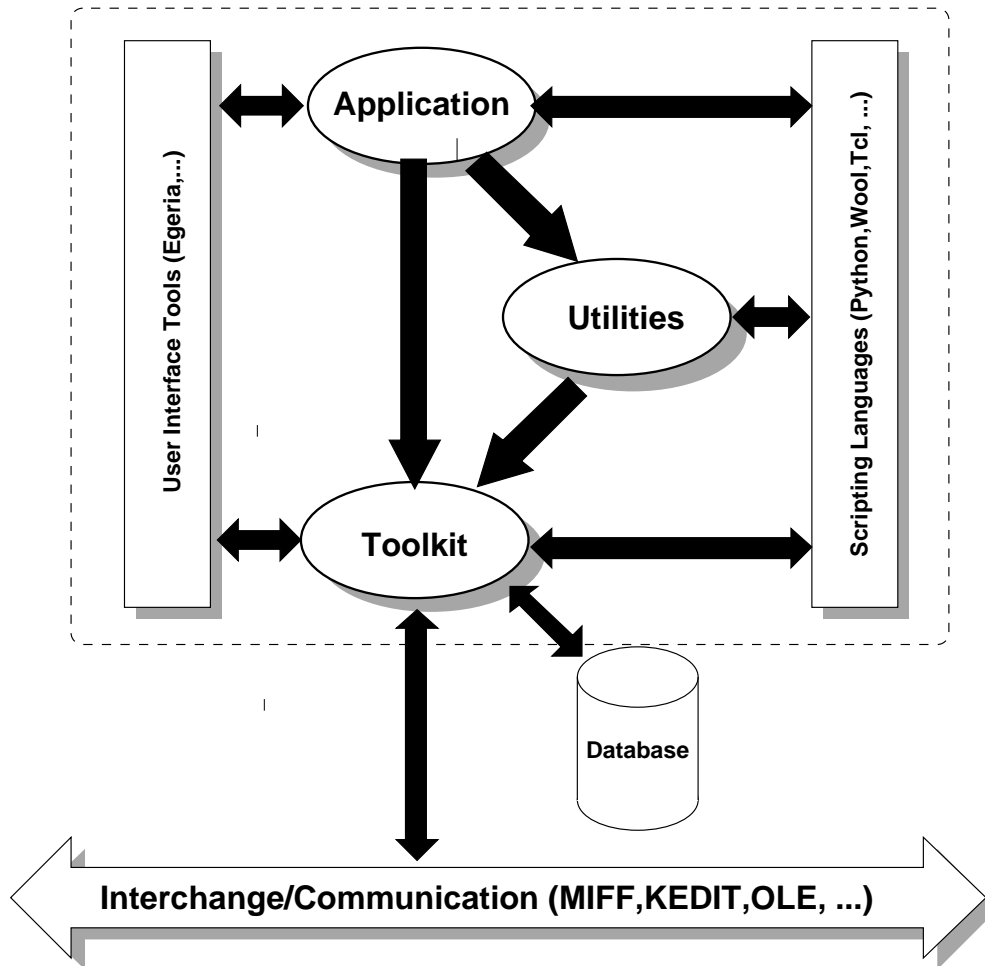 Application
User Interface Tools (Egeria,...)
Scripting Languages (Python,Wool,Tcl, ...)
Utilities
Toolkit
Database
Interchange/Communication (MIFF,KEDIT,OLE, ...)